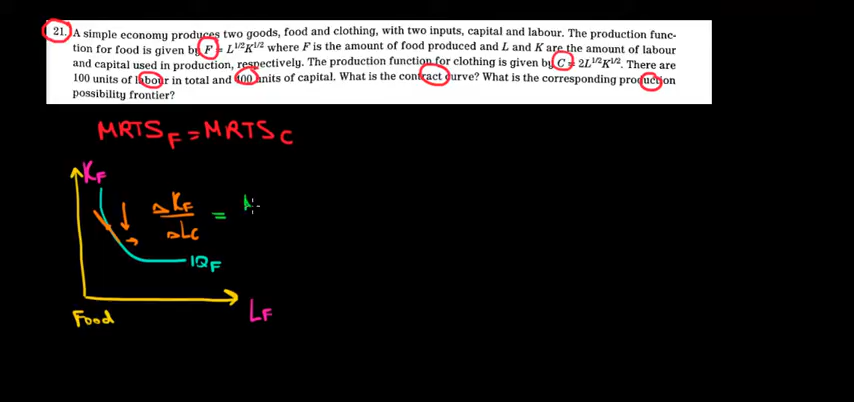 21. A simple economy produces two goods, food and clothing, with two inputs, capital and labour. The production func-
tion for food is given by F = L^1/2 K^1/2 where F is the amount of food produced and L and K are the amount of labour
and capital used in production, respectively. The production function for clothing is given by C = 2L^1/2 K^1/2. There are
100 units of labour in total and 400 units of capital. What is the contract curve? What is the corresponding production
possibility frontier?
MRTS_F = MRTS_C
K_F
ΔK_F
ΔL_C
=
IQ_F
L_F
Food